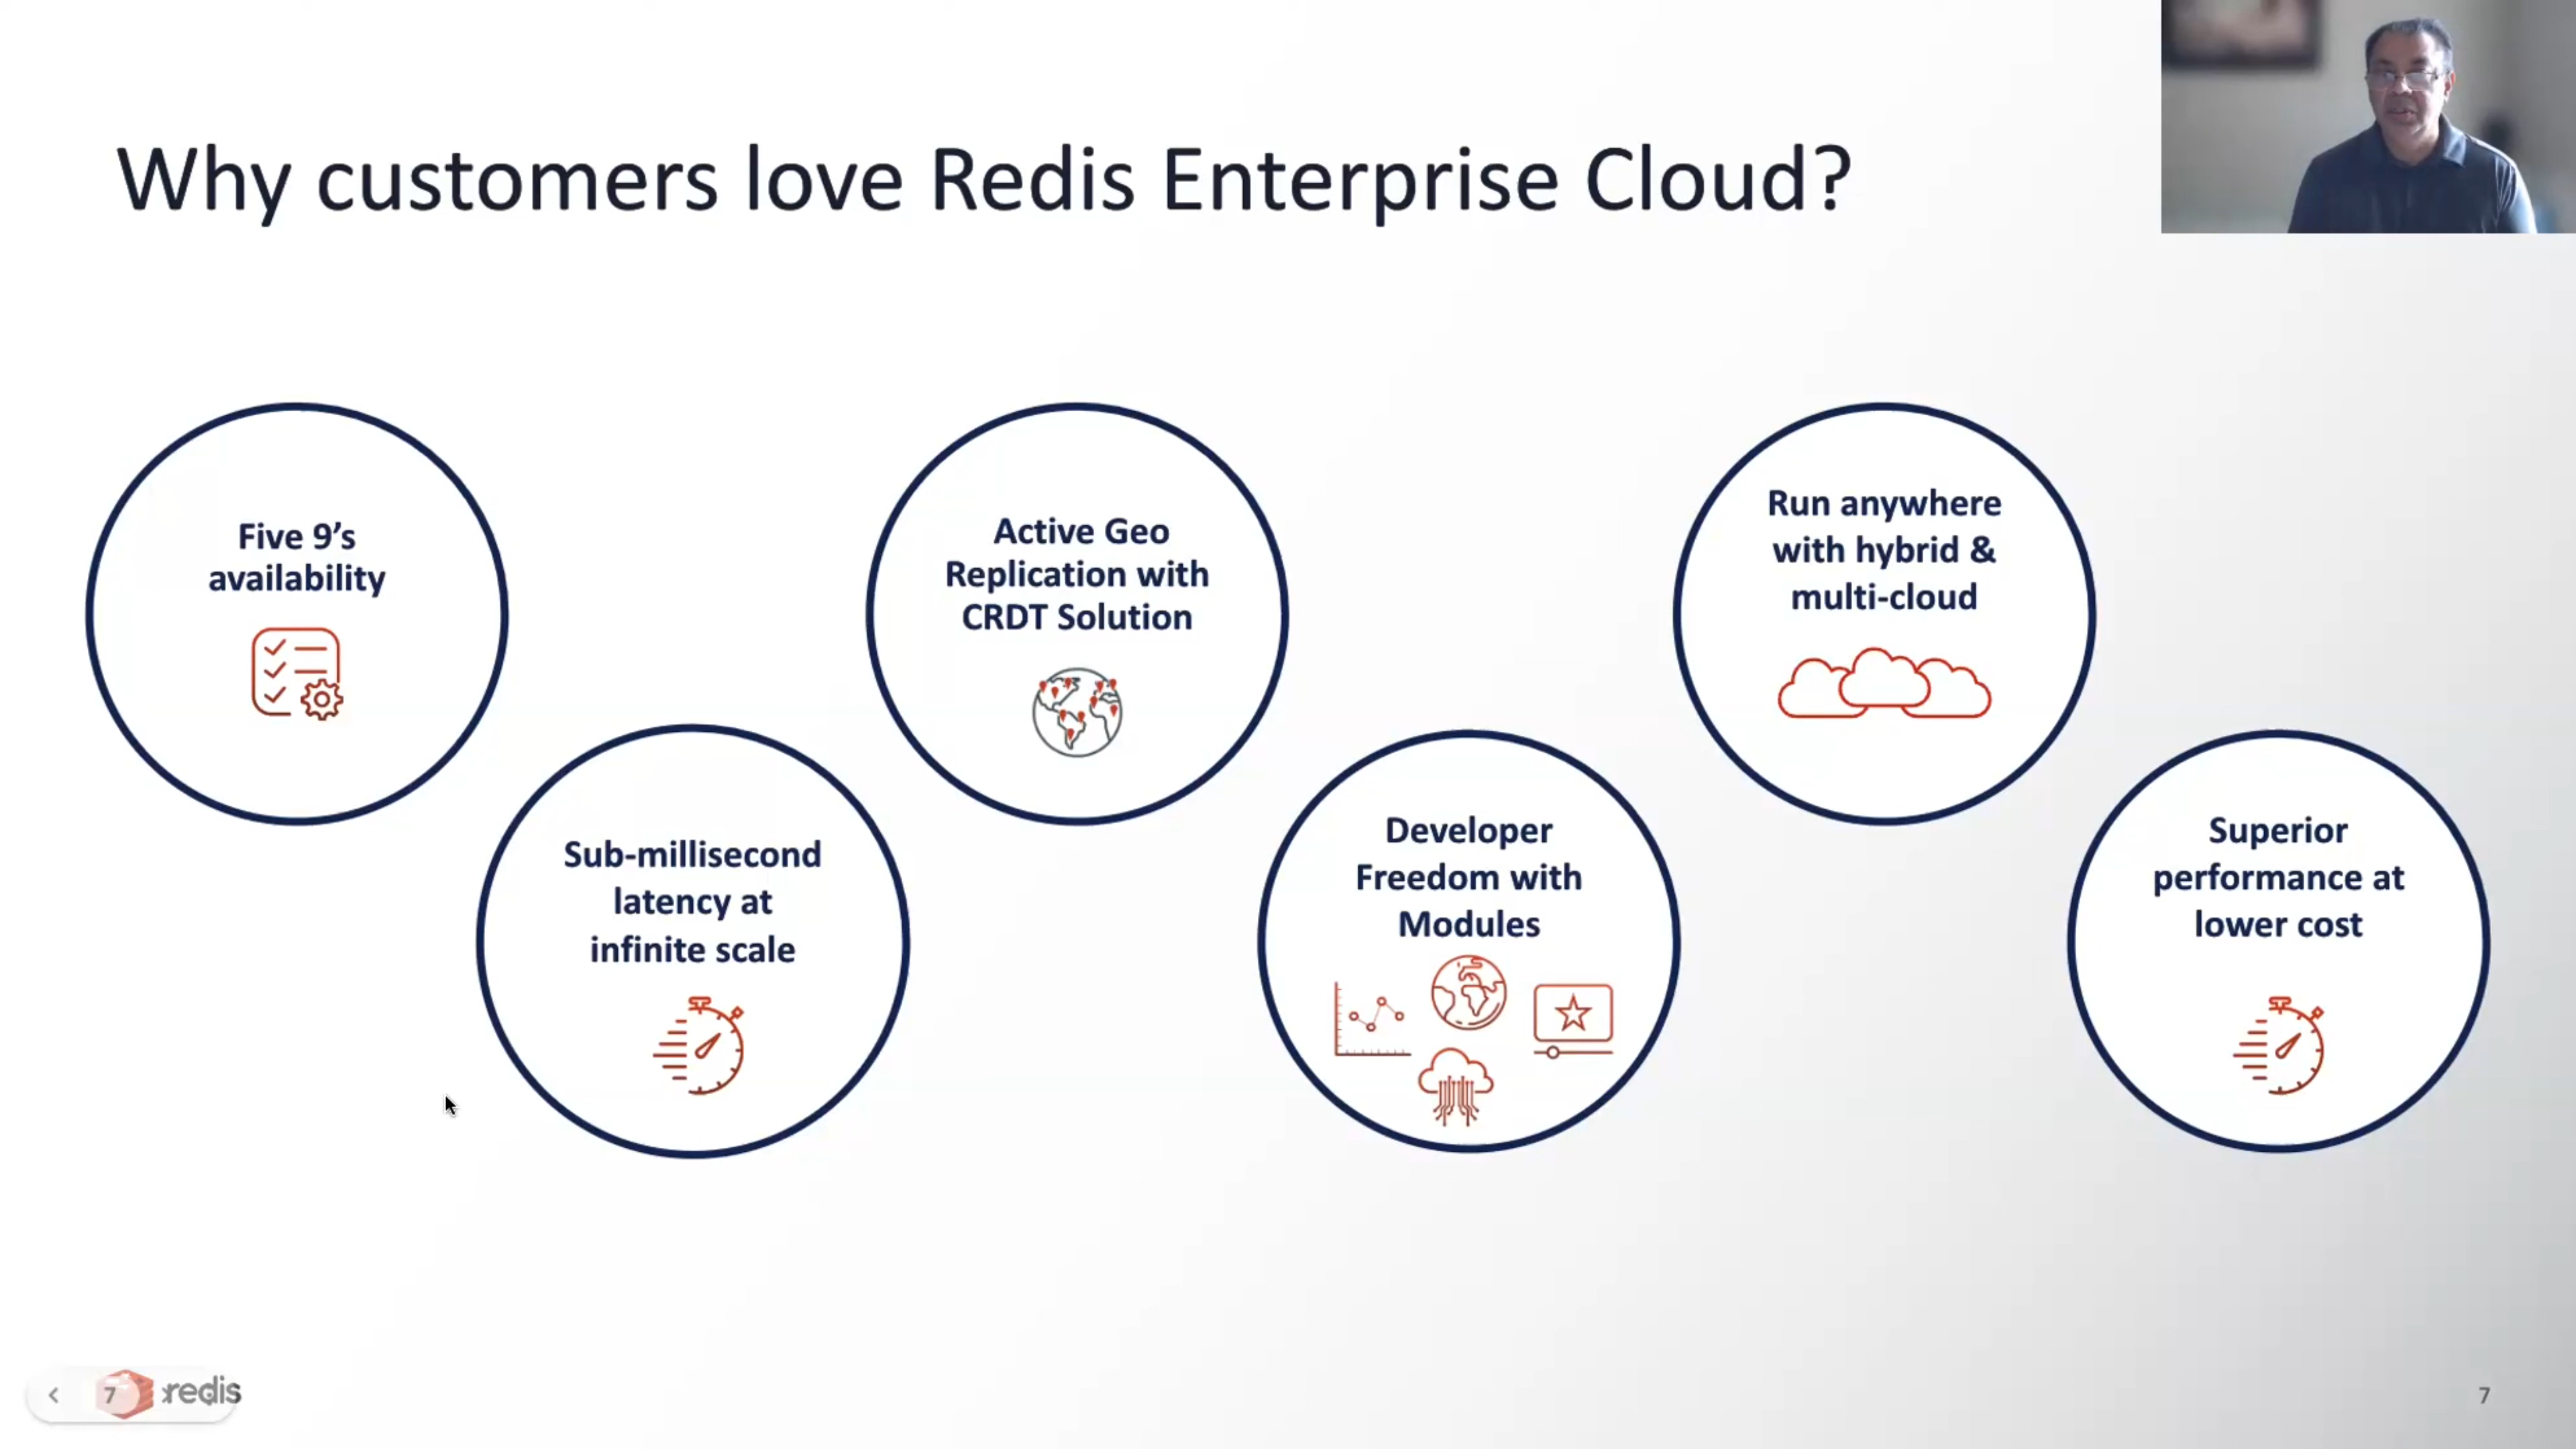 Why customers love Redis Enterprise Cloud?
Five 9’s
availability
Sub-millisecond
latency at
infinite scale
Active Geo
Replication with
CRDT Solution
Developer
Freedom with
Modules
Run anywhere
with hybrid &
multi-cloud
Superior
performance at
lower cost
7
redis
7